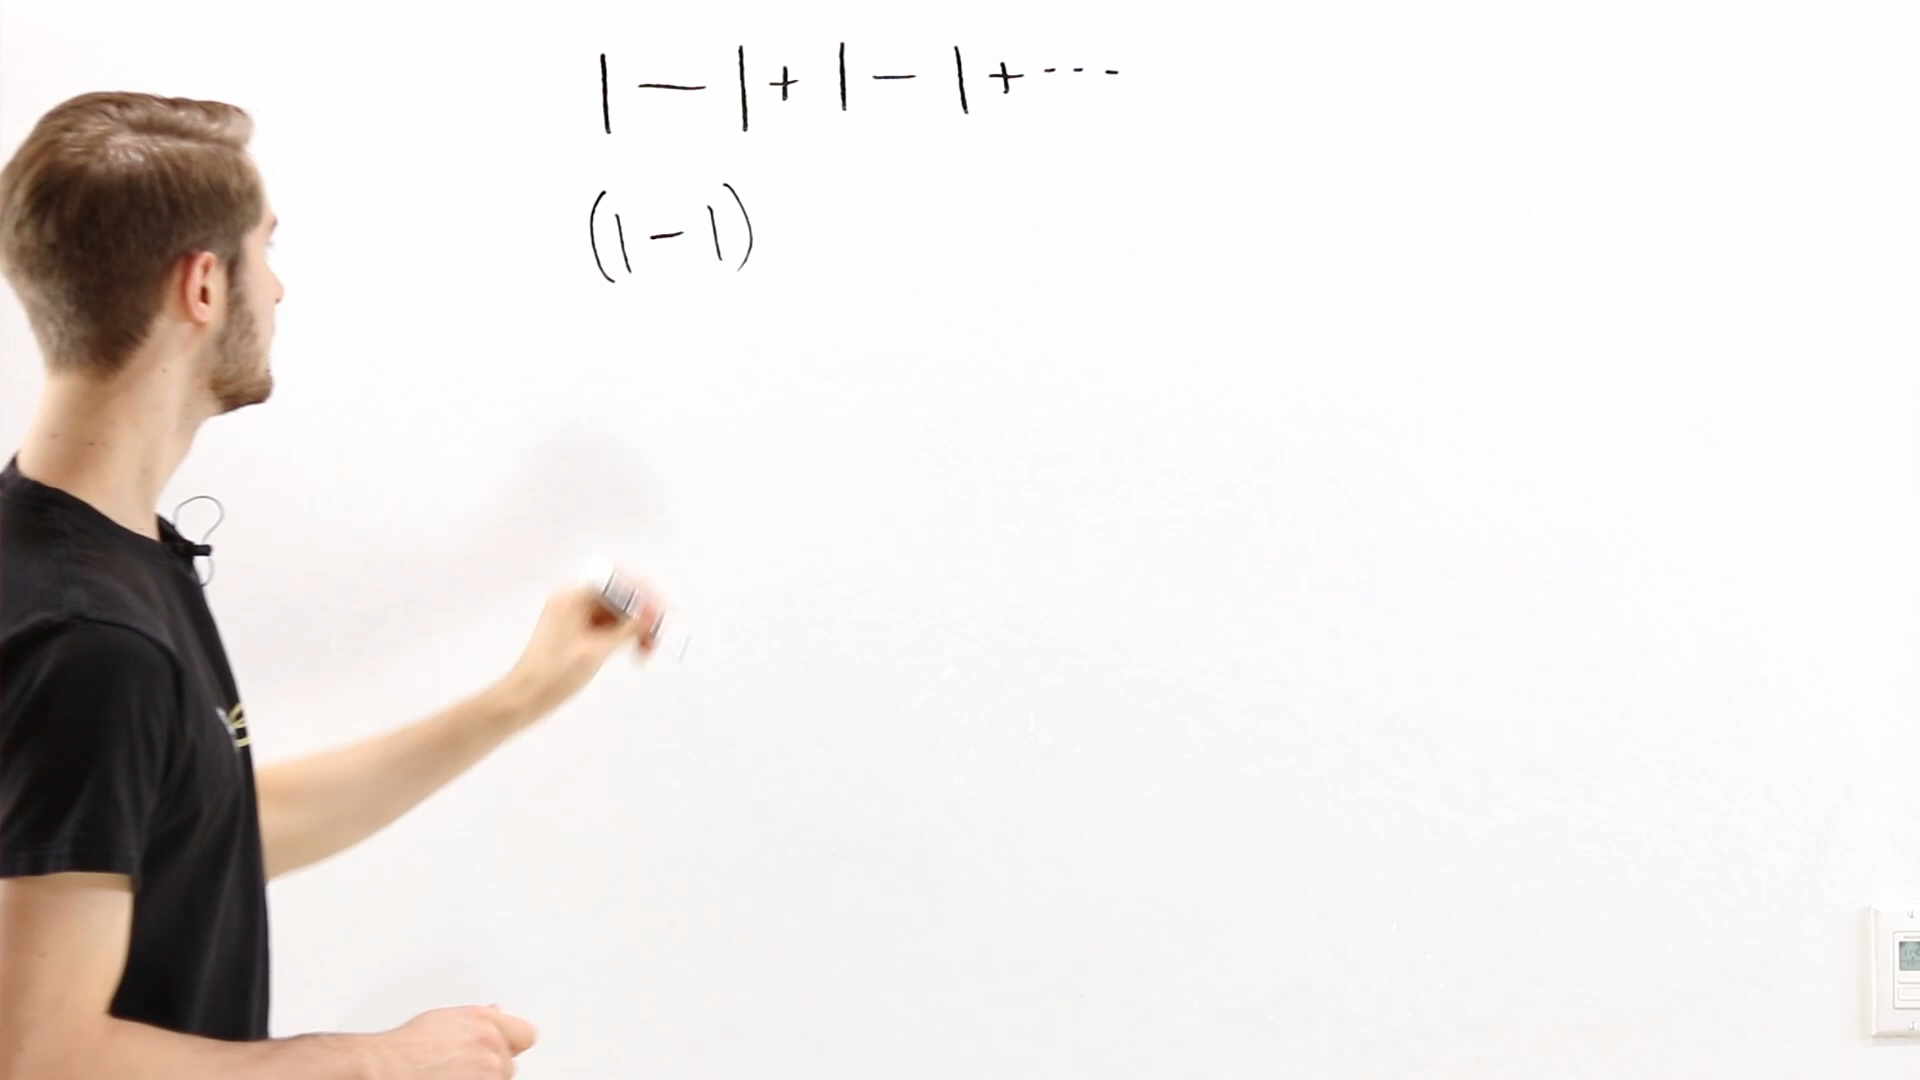 1 - 1 + 1 - 1 + ---
(1 - 1)